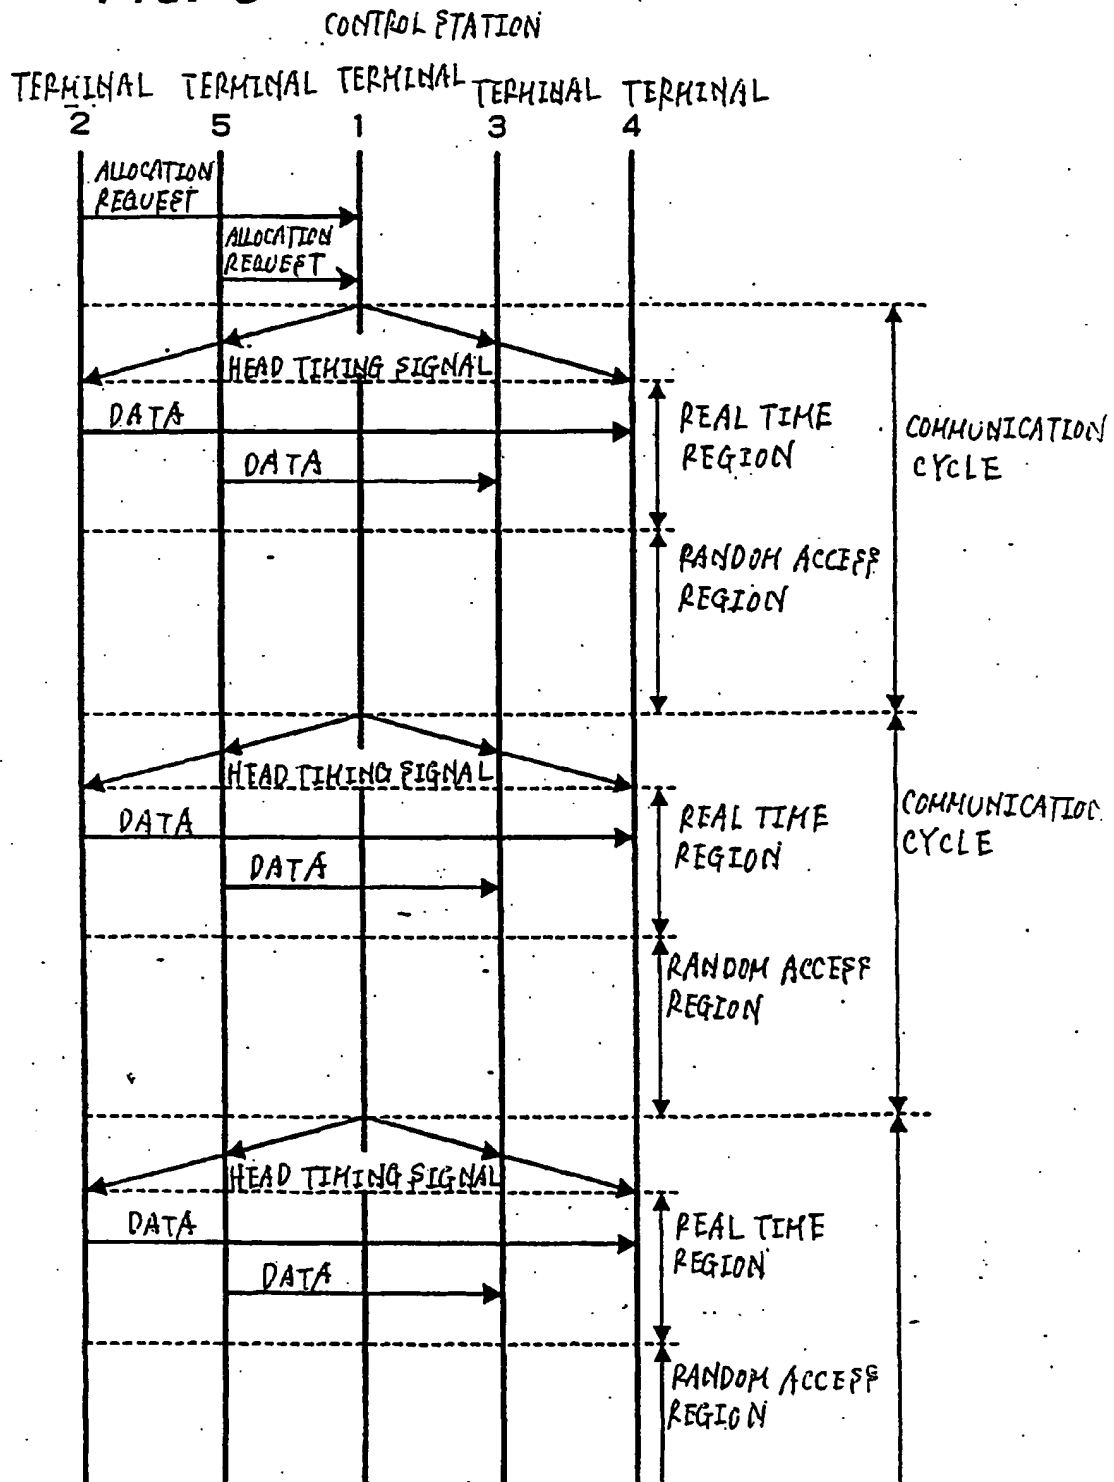 CONTROL STATION
TERMINAL TERMINAL TERMINAL TERMINAL TERMINAL
2 5 1 3 4
ALLOCATION
REQUEST
ALLOCATION
REQUEST
HEAD TIMING SIGNAL
DATA
DATA
REAL TIME
REGION
COMMUNICATION
CYCLE
RANDOM ACCESS
REGION
HEAD TIMING SIGNAL
DATA
DATA
REAL TIME
REGION
COMMUNICATIO
CYCLE
RANDOM ACCESS
REGION
HEAD TIMING SIGNAL
DATA
DATA
REAL TIME
REGION
RANDOM ACCESS
REGION